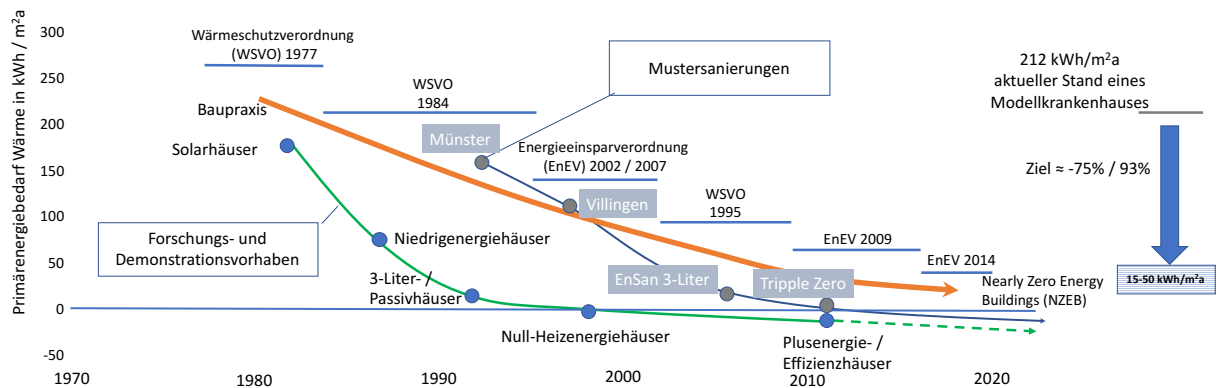 Primärenergiebedarf Wärme in kWh / m²a
300
250
200
150
100
50
0
-50
1970
1980
1990
2000
2010
2020
Wärmeschutzverordnung
(WSVO) 1977
Baupraxis
Solarhäuser
WSVO
1984
Mustersanierungen
Münster
Energieeinsparverordnung
(EnEV) 2002 / 2007
Villingen
WSVO
1995
EnEV 2009
EnEV 2014
Forschungs- und
Demonstrationsvorhaben
Niedrigenergiehäuser
3-Liter-/
Passivhäuser
EnSan 3-Liter
Tripple Zero
Nearly Zero Energy
Buildings (NZEB)
Null-Heizenergiehäuser
Plusenergie- /
Effizienzhäuser
212 kWh/m²a
aktueller Stand eines
Modellkrankenhauses
Ziel ≈ -75% / 93%
15-50 kWh/m²a